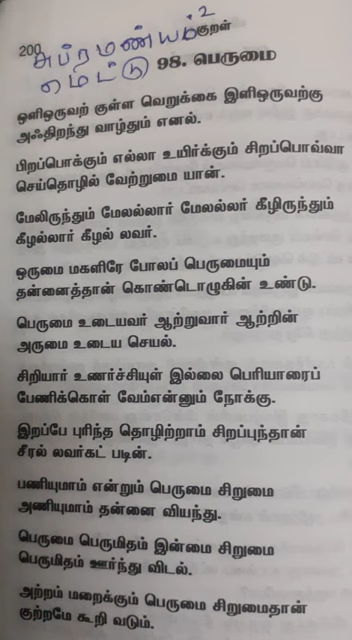 200
சுப்ரமண்யம் 2
குறள்
எட்டு
98. பெருமை
ஒளிஒருவற் குள்ள வெறுக்கை இளிஒருவற்கு
அஃதிறந்து வாழ்தும் எனல்.
பிறப்பொக்கும் எல்லா உயிர்க்கும் சிறப்பொவ்வா
செய்தொழில் வேற்றுமை யான்.
மேலிருந்தும் மேலல்லார் மேலல்லர் கீழிருந்தும்
கீழல்லார் கீழல் லவர்.
ஒருமை மகளிரே போலப் பெருமையும்
தன்னைத்தான் கொண்டொழுகின் உண்டு.
பெருமை உடையவர் ஆற்றுவார் ஆற்றின்
அருமை உடைய செயல்.
சிறியார் உணர்ச்சியுள் இல்லை பெரியாரைப்
பேணிக்கொள் வேம்என்னும் நோக்கு.
இறப்பே புரிந்த தொழிற்றாம் சிறப்புந்தான்
சீரல் லவர்கட் படின்.
பணியுமாம் என்றும் பெருமை சிறுமை
அணியுமாம் தன்னை வியந்து.
பெருமை பெருமிதம் இன்மை சிறுமை
பெருமிதம் ஊர்ந்து விடல்.
அற்றம் மறைக்கும் பெருமை சிறுமைதான்
குற்றமே கூறி வடும்.